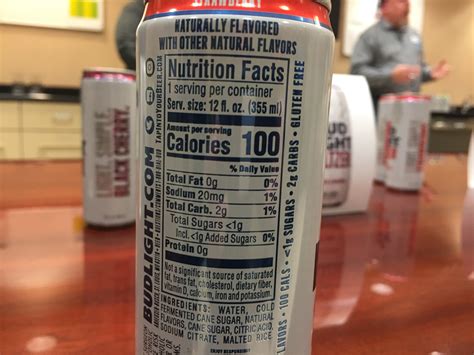 STRAWBERRY
NATURALLY FLAVORED
WITH OTHER NATURAL FLAVORS
Nutrition Facts
1 serving per container
Serv. size: 12 fl. oz. (355 ml)
Amount per serving
Calories 100
% Daily Value
Total Fat 0g 0%
Sodium 20mg 1%
Total Carb. 2g 1%
Total Sugars <1g
Incl. <1g Added Sugars 0%
Protein 0g
Not a significant source of saturated
fat, trans fat, cholesterol, dietary fiber,
vitamin D, calcium, iron and potassium.
INGREDIENTS: WATER, COLD
FERMENTED CANE SUGAR, NATURAL
FLAVORS, CANE SUGAR, CITRIC ACID,
SODIUM CITRATE, MALTED RICE
ENJOY RESPONSIBLY
BUDLIGHT.COM
TAPINTOYOURBEER.COM
FLAVORS • 100 CALS • <1g SUGARS • 2g CARBS • GLUTEN FREE
BLACK CHERRY
BUD
LIGHT